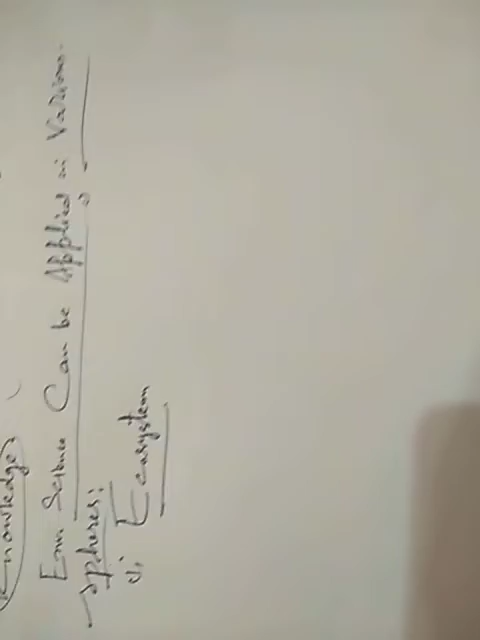 Knowledge
Env Science Can be Applied in Various-
spheres:
i. Ecosystem